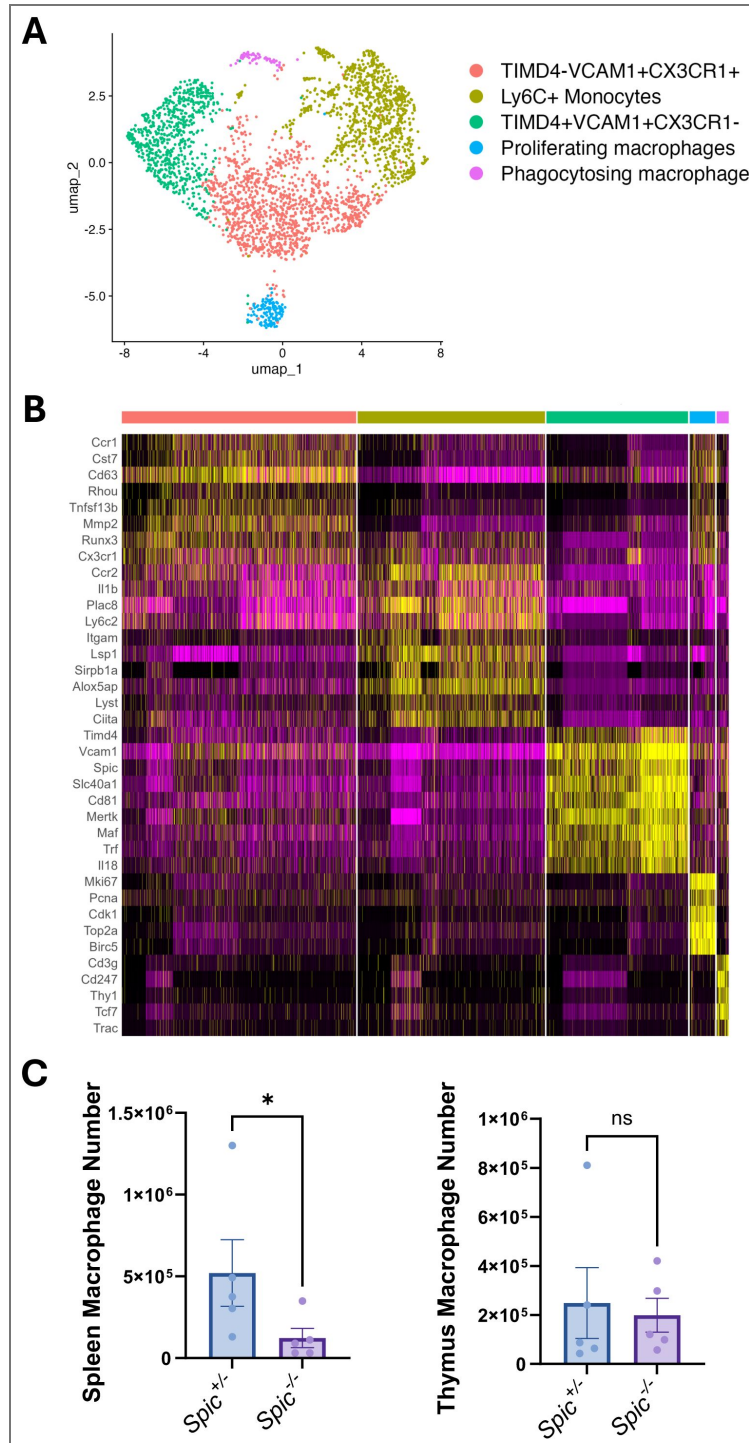 A
TIMD4-VCAM1+CX3CR1+
Ly6C+ Monocytes
TIMD4+VCAM1+CX3CR1-
Proliferating macrophages
Phagocytosing macrophage
umap_2
2.5
0.0
-2.5
-5.0
-8 -4 0 4 8
umap_1
B
Ccr1
Cst7
Cd63
Rhou
Tnfsf13b
Mmp2
Runx3
Cx3cr1
Ccr2
Il1b
Plac8
Ly6c2
Itgam
Lsp1
Sirpb1a
Alox5ap
Lyst
Ciita
Timd4
Vcam1
Spic
Slc40a1
Cd81
Mertk
Maf
Trf
Il18
Mki67
Pcna
Cdk1
Top2a
Birc5
Cd3g
Cd247
Thy1
Tcf7
Trac
C
Spleen Macrophage Number
1.5×10⁶
1×10⁶
5×10⁵
0
*
Spic+/- Spic-/-
Thymus Macrophage Number
1×10⁶
8×10⁵
6×10⁵
4×10⁵
2×10⁵
0
ns
Spic+/- Spic-/-